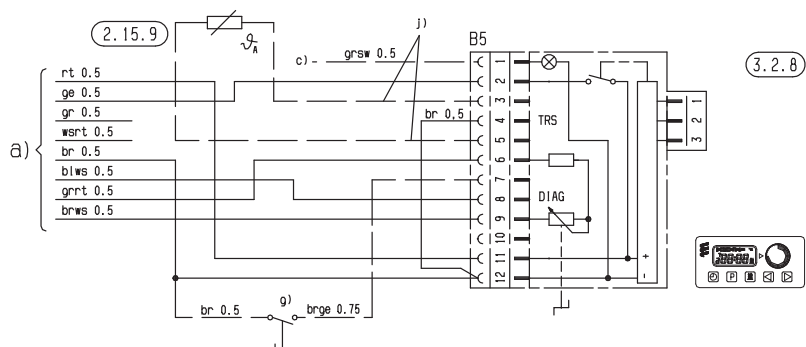 2.15.9
ϑA
j)
c)
grsw 0.5
B5
3.2.8
a)
rt 0.5
ge 0.5
gr 0.5
wsrt 0.5
br 0.5
blws 0.5
grrt 0.5
brws 0.5
br 0,5
1
2
3
4
5
6
7
8
9
10
11
12
TRS
DIAG
+
-
1
2
3
P
g)
br 0.5
brge 0.75